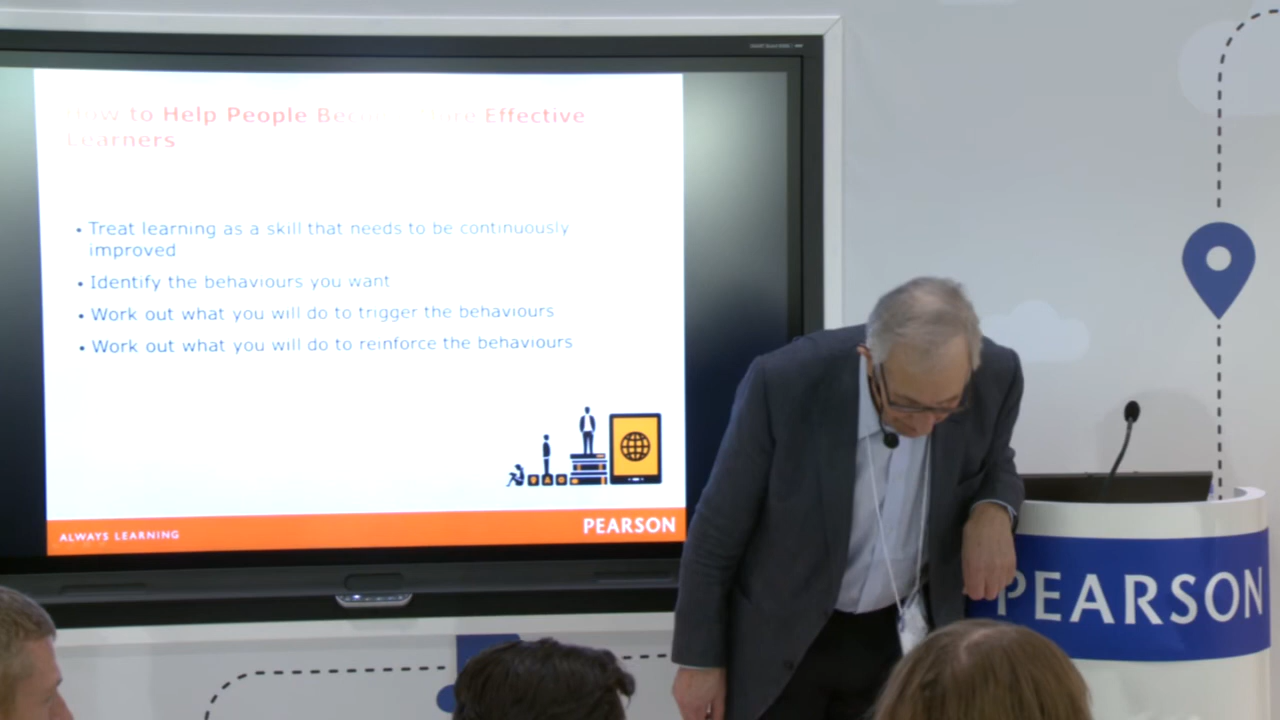 How to Help People Become More Effective
Learners
• Treat learning as a skill that needs to be continuously
improved
• Identify the behaviours you want
• Work out what you will do to trigger the behaviours
• Work out what you will do to reinforce the behaviours
ALWAYS LEARNING
PEARSON
PEARSON